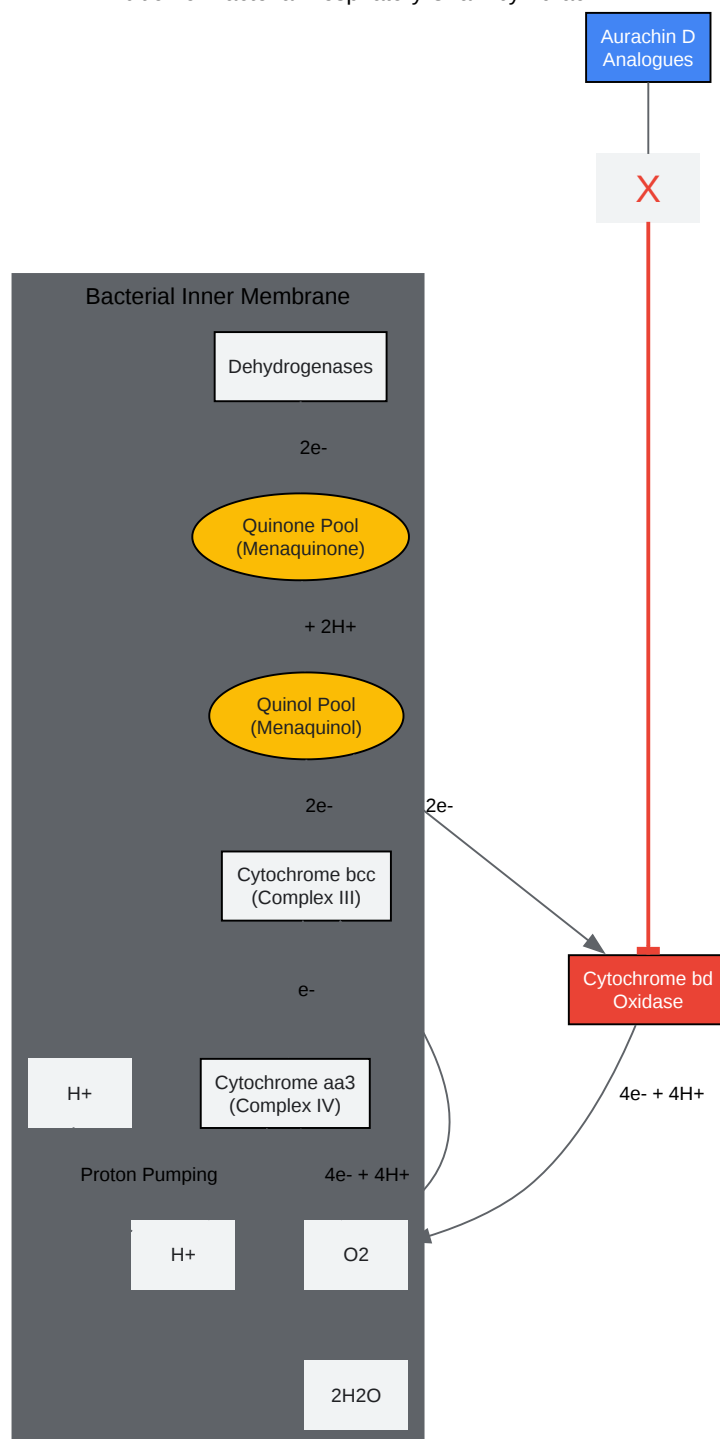 Aurachin D
Analogues
X
Bacterial Inner Membrane
Dehydrogenases
2e-
Quinone Pool
(Menaquinone)
+ 2H+
Quinol Pool
(Menaquinol)
2e-
2e-
Cytochrome bcc
(Complex III)
Cytochrome bd
Oxidase
e-
H+
Cytochrome aa3
(Complex IV)
4e- + 4H+
Proton Pumping
4e- + 4H+
H+
O2
2H2O